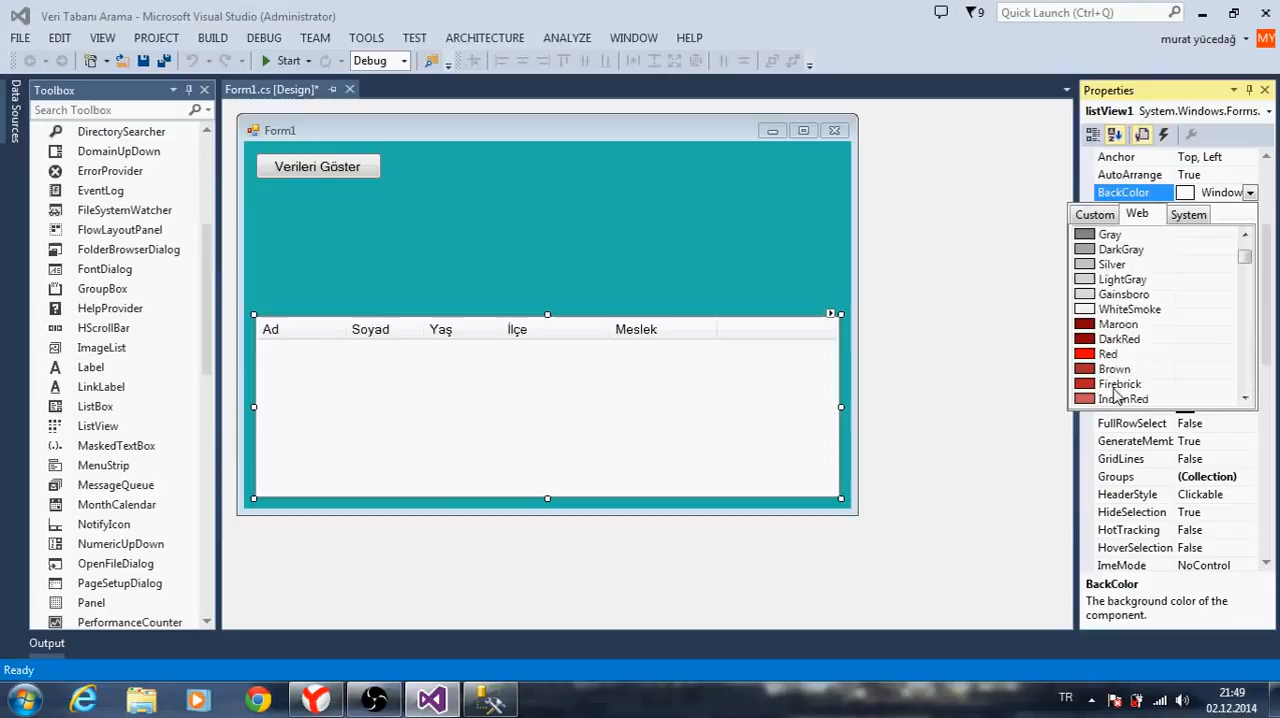 Veri Tabanı Arama - Microsoft Visual Studio (Administrator)
9
Quick Launch (Ctrl+Q)
FILE EDIT VIEW PROJECT BUILD DEBUG TEAM TOOLS TEST ARCHITECTURE ANALYZE WINDOW HELP
murat yücedağ MY
Start Debug
Data Sources
Toolbox
Search Toolbox
DirectorySearcher
DomainUpDown
ErrorProvider
EventLog
FileSystemWatcher
FlowLayoutPanel
FolderBrowserDialog
FontDialog
GroupBox
HelpProvider
HScrollBar
ImageList
Label
LinkLabel
ListBox
ListView
MaskedTextBox
MenuStrip
MessageQueue
MonthCalendar
NotifyIcon
NumericUpDown
OpenFileDialog
PageSetupDialog
Panel
PerformanceCounter
Form1.cs [Design]*
Form1
Verileri Göster
Ad Soyad Yaş İlçe Meslek
Properties
listView1 System.Windows.Forms.
Anchor Top, Left
AutoArrange True
BackColor Window
Custom Web System
Gray
DarkGray
Silver
LightGray
Gainsboro
WhiteSmoke
Maroon
DarkRed
Red
Brown
Firebrick
IndianRed
FullRowSelect False
GenerateMemb True
GridLines False
Groups (Collection)
HeaderStyle Clickable
HideSelection True
HotTracking False
HoverSelection False
ImeMode NoControl
BackColor
The background color of the
component.
Output
Ready
TR
21:49
02.12.2014